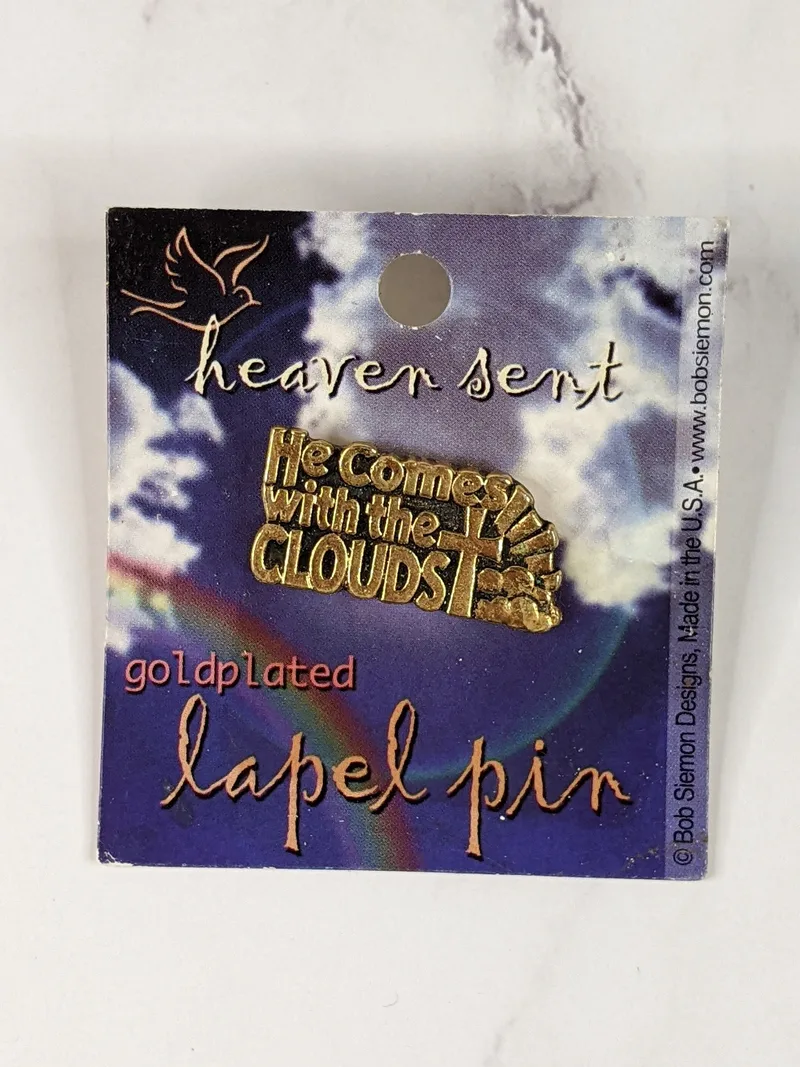 heaven sent
He Comes
with the
CLOUDS
goldplated
lapel pin
© Bob Siemon Designs, Made in the U.S.A. • www.bobsiemon.com